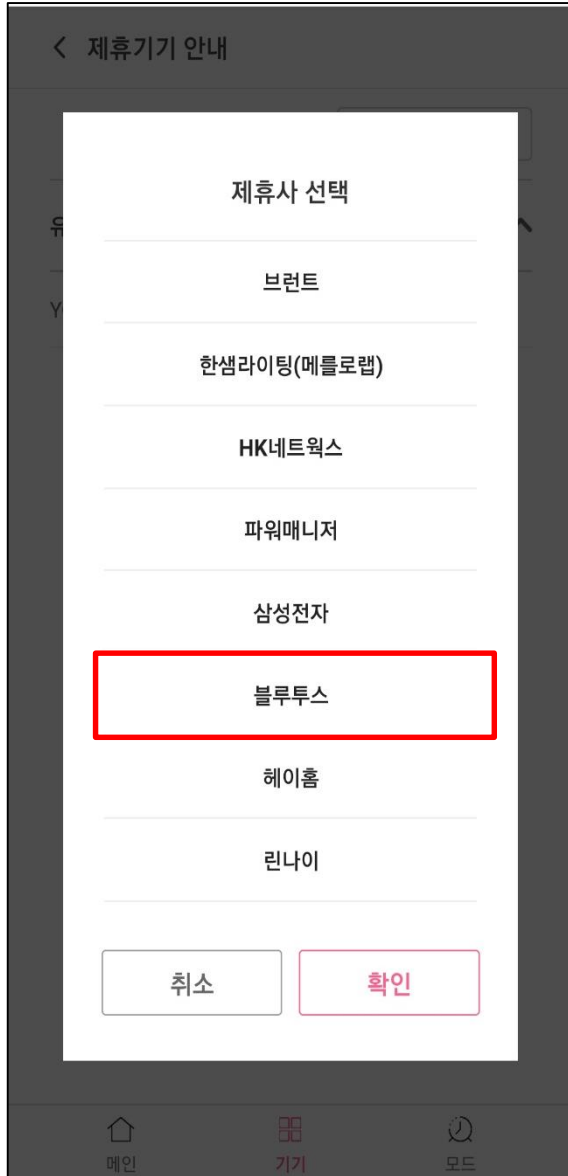 제휴기기 안내
제휴사 선택
유
브런트
Y
한샘라이팅(메를로랩)
HK네트웍스
파워매니저
삼성전자
블루투스
헤이홈
린나이
취소
확인
메인
기기
모드